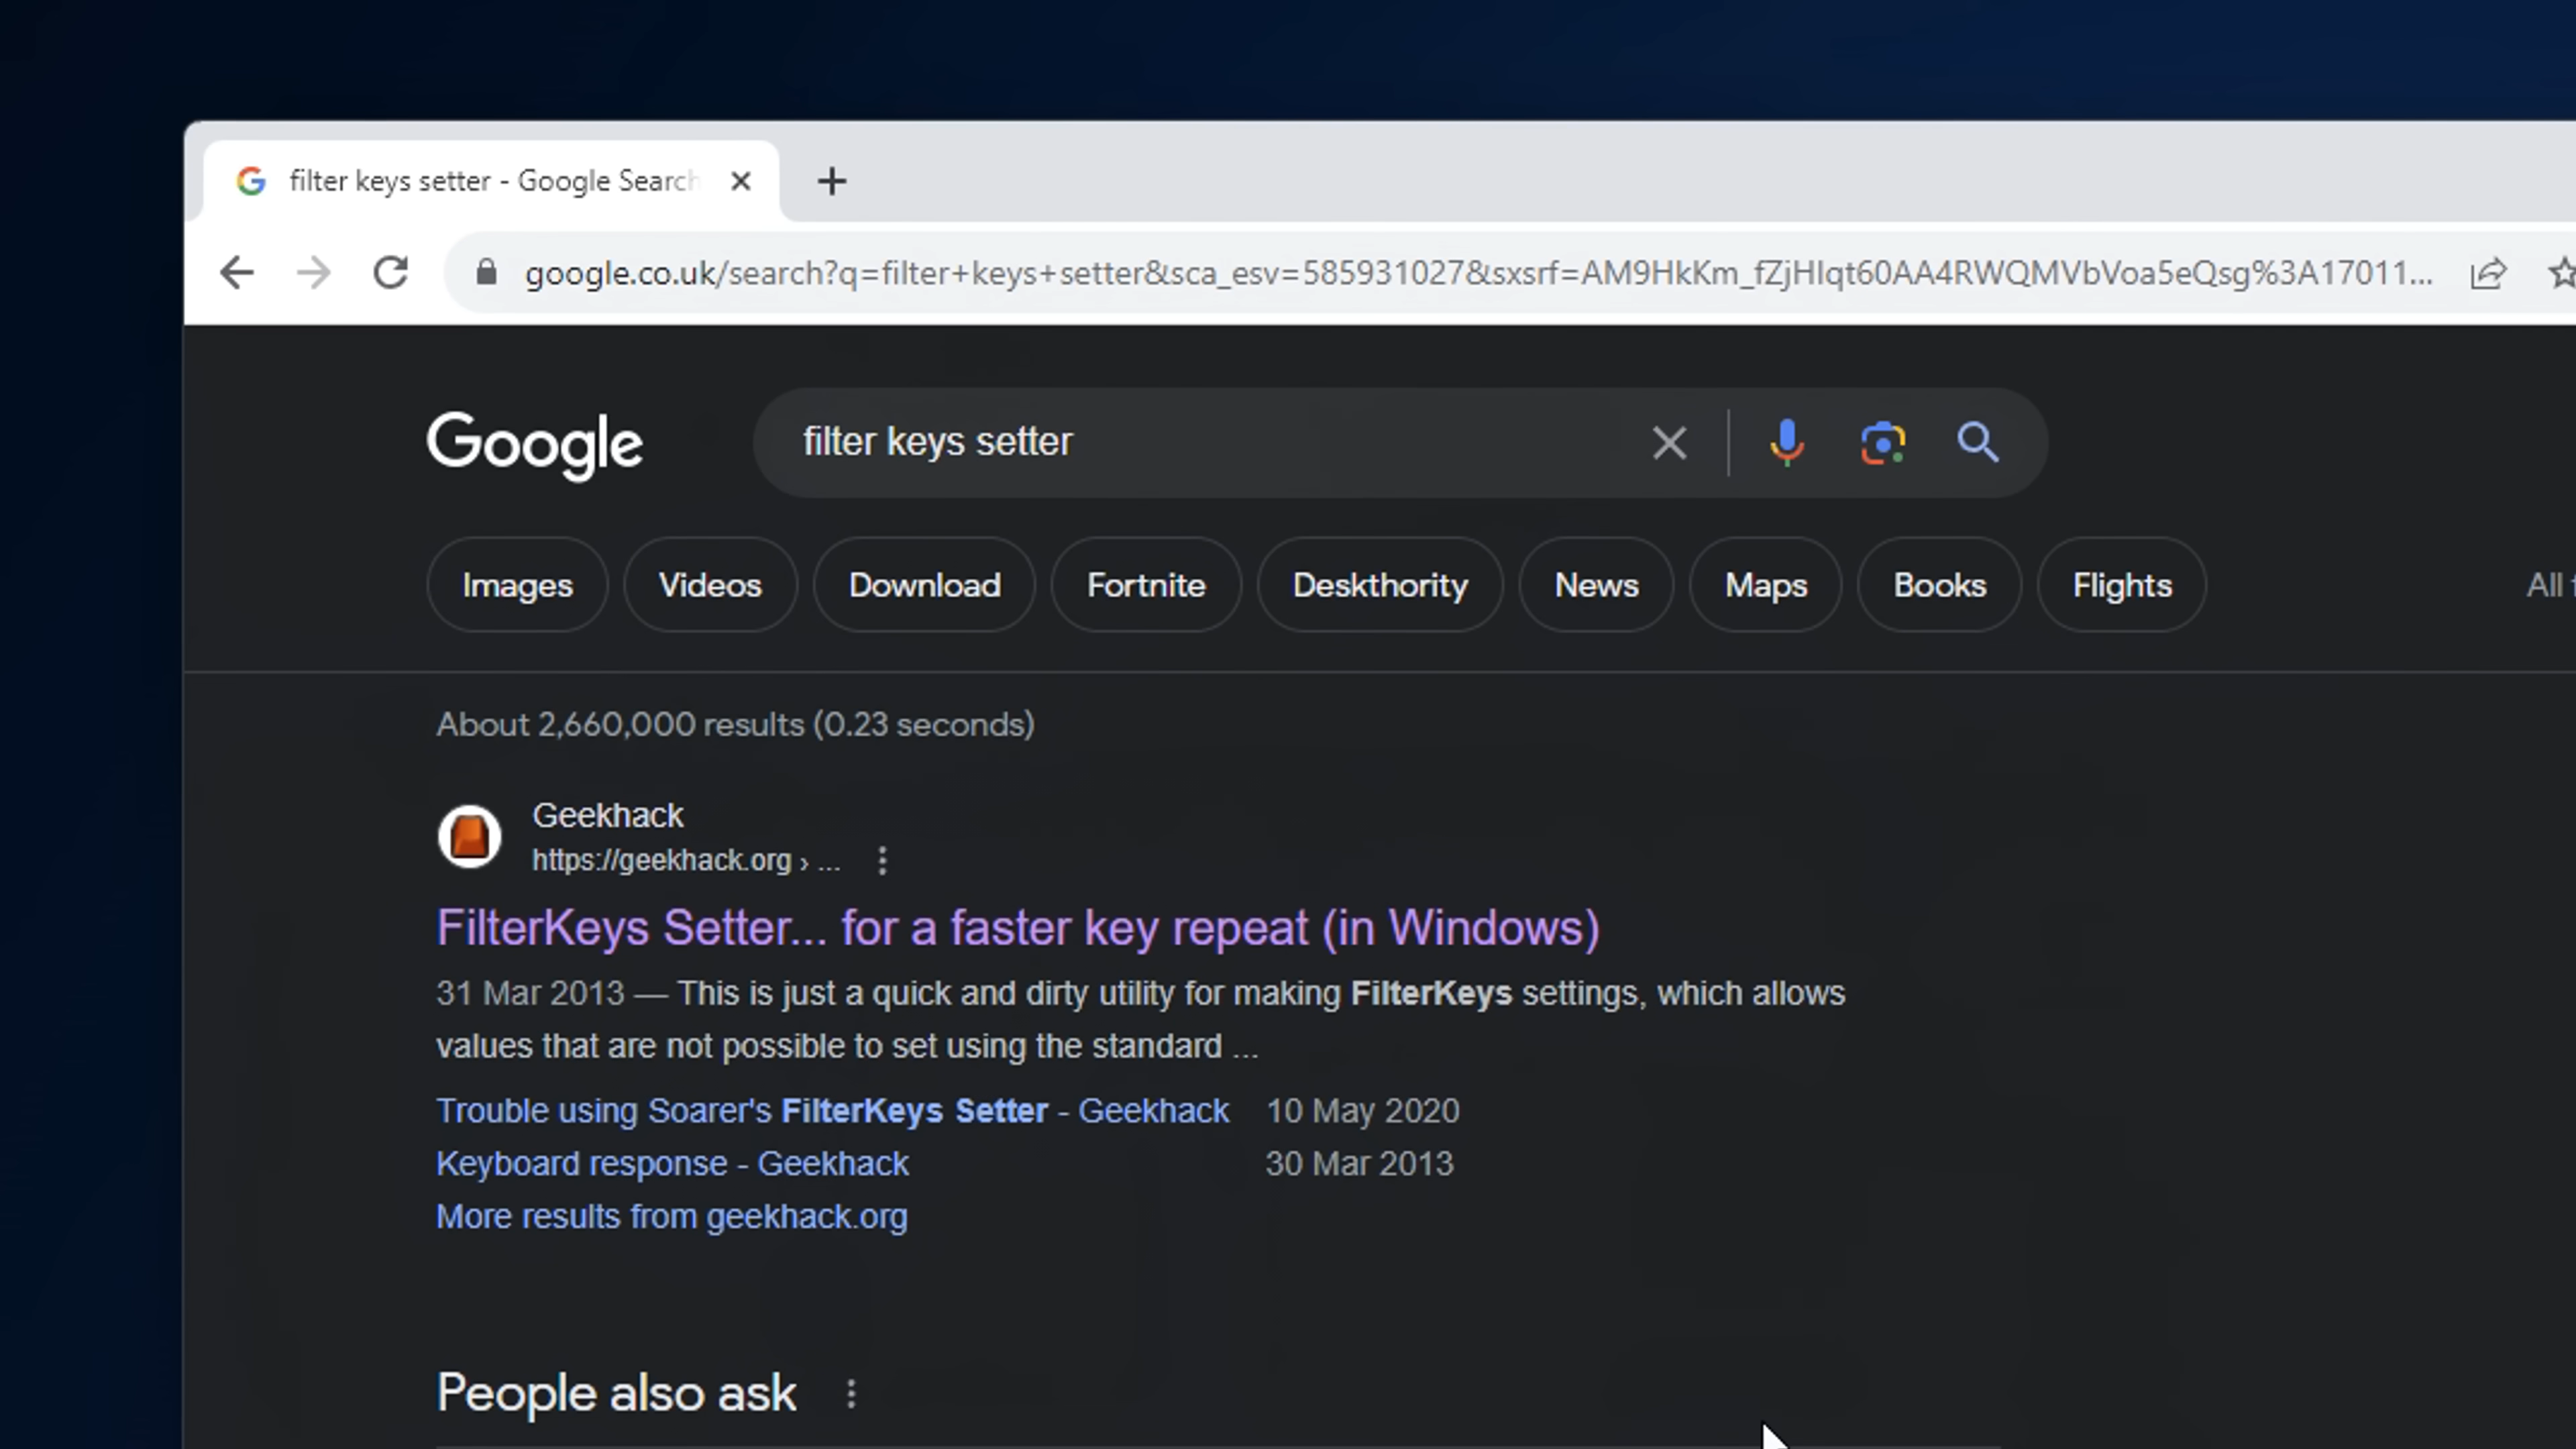 filter keys setter - Google Search
google.co.uk/search?q=filter+keys+setter&sca_esv=585931027&sxsrf=AM9HkKm_fZjHIqt60AA4RWQMVbVoa5eQsg%3A17011...
Google
filter keys setter
Images
Videos
Download
Fortnite
Deskthority
News
Maps
Books
Flights
All
About 2,660,000 results (0.23 seconds)
Geekhack
https://geekhack.org › ...
FilterKeys Setter... for a faster key repeat (in Windows)
31 Mar 2013 — This is just a quick and dirty utility for making FilterKeys settings, which allows
values that are not possible to set using the standard ...
Trouble using Soarer's FilterKeys Setter - Geekhack 10 May 2020
Keyboard response - Geekhack 30 Mar 2013
More results from geekhack.org
People also ask